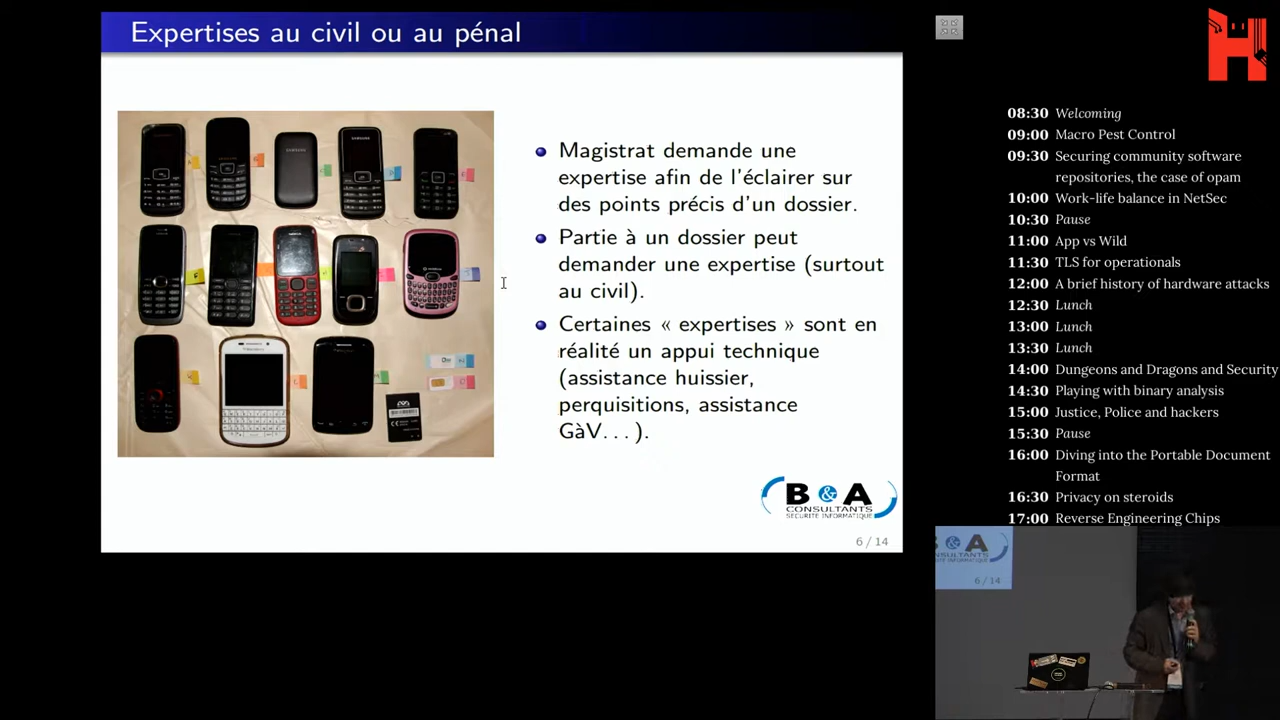 Expertises au civil ou au pénal
Magistrat demande une
expertise afin de l'éclairer sur
des points précis d'un dossier.
Partie à un dossier peut
demander une expertise (surtout
au civil).
Certaines « expertises » sont en
réalité un appui technique
(assistance huissier,
perquisitions, assistance
GàV...).
B & A
CONSULTANTS
SECURITE INFORMATIQUE
6 / 14
08:30 Welcoming
09:00 Macro Pest Control
09:30 Securing community software
repositories, the case of opam
10:00 Work-life balance in NetSec
10:30 Pause
11:00 App vs Wild
11:30 TLS for operationals
12:00 A brief history of hardware attacks
12:30 Lunch
13:00 Lunch
13:30 Lunch
14:00 Dungeons and Dragons and Security
14:30 Playing with binary analysis
15:00 Justice, Police and hackers
15:30 Pause
16:00 Diving into the Portable Document
Format
16:30 Privacy on steroids
17:00 Reverse Engineering Chips
B & A
CONSULTANTS
6 / 14